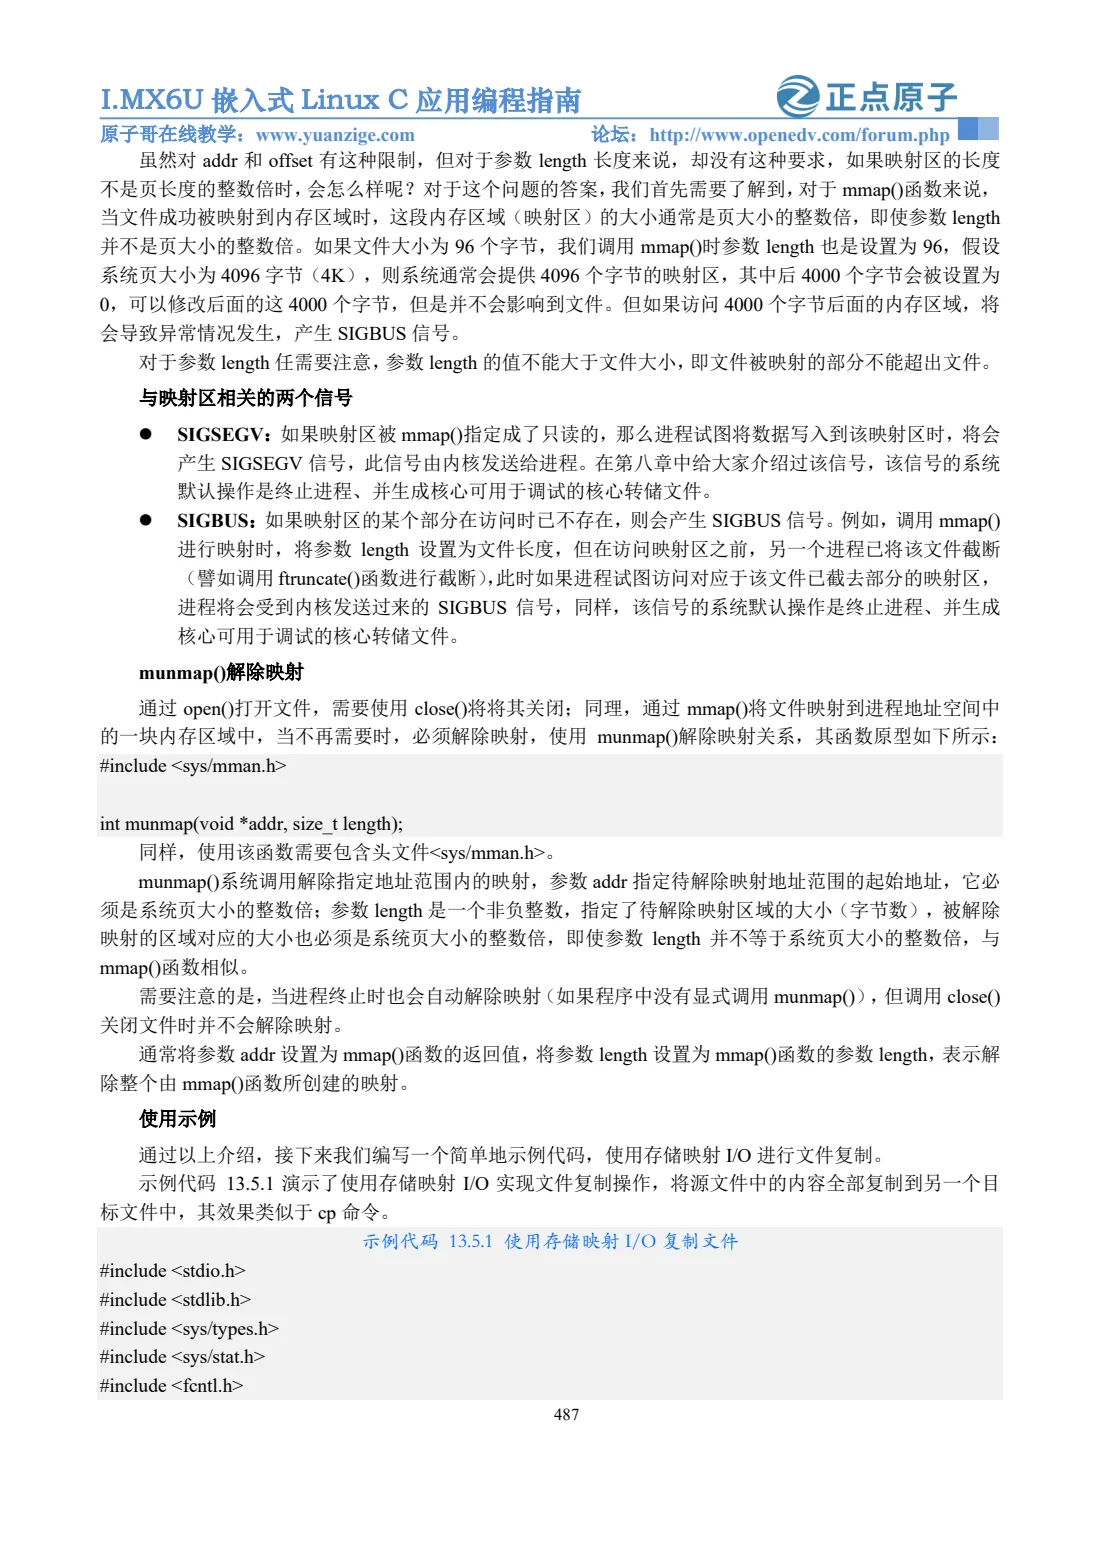 I.MX6U 嵌入式 Linux C 应用编程指南
正点原子
原子哥在线教学：www.yuanzige.com 论坛：http://www.openedv.com/forum.php
虽然对 addr 和 offset 有这种限制，但对于参数 length 长度来说，却没有这种要求，如果映射区的长度
不是页长度的整数倍时，会怎么样呢？对于这个问题的答案，我们首先需要了解到，对于 mmap()函数来说，
当文件成功被映射到内存区域时，这段内存区域（映射区）的大小通常是页大小的整数倍，即使参数 length
并不是页大小的整数倍。如果文件大小为 96 个字节，我们调用 mmap()时参数 length 也是设置为 96，假设
系统页大小为 4096 字节（4K），则系统通常会提供 4096 个字节的映射区，其中后 4000 个字节会被设置为
0，可以修改后面的这 4000 个字节，但是并不会影响到文件。但如果访问 4000 个字节后面的内存区域，将
会导致异常情况发生，产生 SIGBUS 信号。
对于参数 length 任需要注意，参数 length 的值不能大于文件大小，即文件被映射的部分不能超出文件。
与映射区相关的两个信号
● SIGSEGV：如果映射区被 mmap()指定成了只读的，那么进程试图将数据写入到该映射区时，将会
产生 SIGSEGV 信号，此信号由内核发送给进程。在第八章中给大家介绍过该信号，该信号的系统
默认操作是终止进程、并生成核心可用于调试的核心转储文件。
● SIGBUS：如果映射区的某个部分在访问时已不存在，则会产生 SIGBUS 信号。例如，调用 mmap()
进行映射时，将参数 length 设置为文件长度，但在访问映射区之前，另一个进程已将该文件截断
（譬如调用 ftruncate()函数进行截断），此时如果进程试图访问对应于该文件已截去部分的映射区，
进程将会受到内核发送过来的 SIGBUS 信号，同样，该信号的系统默认操作是终止进程、并生成
核心可用于调试的核心转储文件。
munmap()解除映射
通过 open()打开文件，需要使用 close()将将其关闭；同理，通过 mmap()将文件映射到进程地址空间中
的一块内存区域中，当不再需要时，必须解除映射，使用 munmap()解除映射关系，其函数原型如下所示：
#include <sys/mman.h>
int munmap(void *addr, size_t length);
同样，使用该函数需要包含头文件<sys/mman.h>。
munmap()系统调用解除指定地址范围内的映射，参数 addr 指定待解除映射地址范围的起始地址，它必
须是系统页大小的整数倍；参数 length 是一个非负整数，指定了待解除映射区域的大小（字节数），被解除
映射的区域对应的大小也必须是系统页大小的整数倍，即使参数 length 并不等于系统页大小的整数倍，与
mmap()函数相似。
需要注意的是，当进程终止时也会自动解除映射（如果程序中没有显式调用 munmap()），但调用 close()
关闭文件时并不会解除映射。
通常将参数 addr 设置为 mmap()函数的返回值，将参数 length 设置为 mmap()函数的参数 length，表示解
除整个由 mmap()函数所创建的映射。
使用示例
通过以上介绍，接下来我们编写一个简单地示例代码，使用存储映射 I/O 进行文件复制。
示例代码 13.5.1 演示了使用存储映射 I/O 实现文件复制操作，将源文件中的内容全部复制到另一个目
标文件中，其效果类似于 cp 命令。
示例代码 13.5.1 使用存储映射 I/O 复制文件
#include <stdio.h>
#include <stdlib.h>
#include <sys/types.h>
#include <sys/stat.h>
#include <fcntl.h>
487